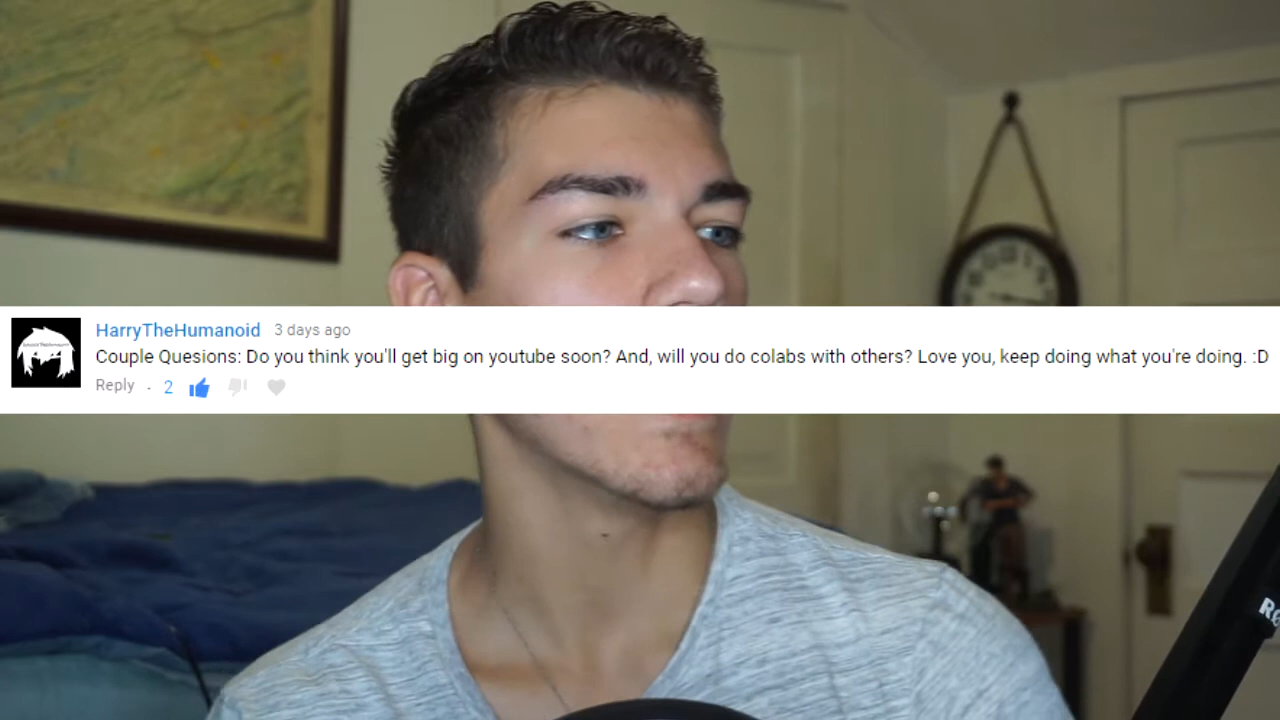 HarryTheHumanoid 3 days ago
Couple Quesions: Do you think you'll get big on youtube soon? And, will you do colabs with others? Love you, keep doing what you're doing. :D
Reply · 2